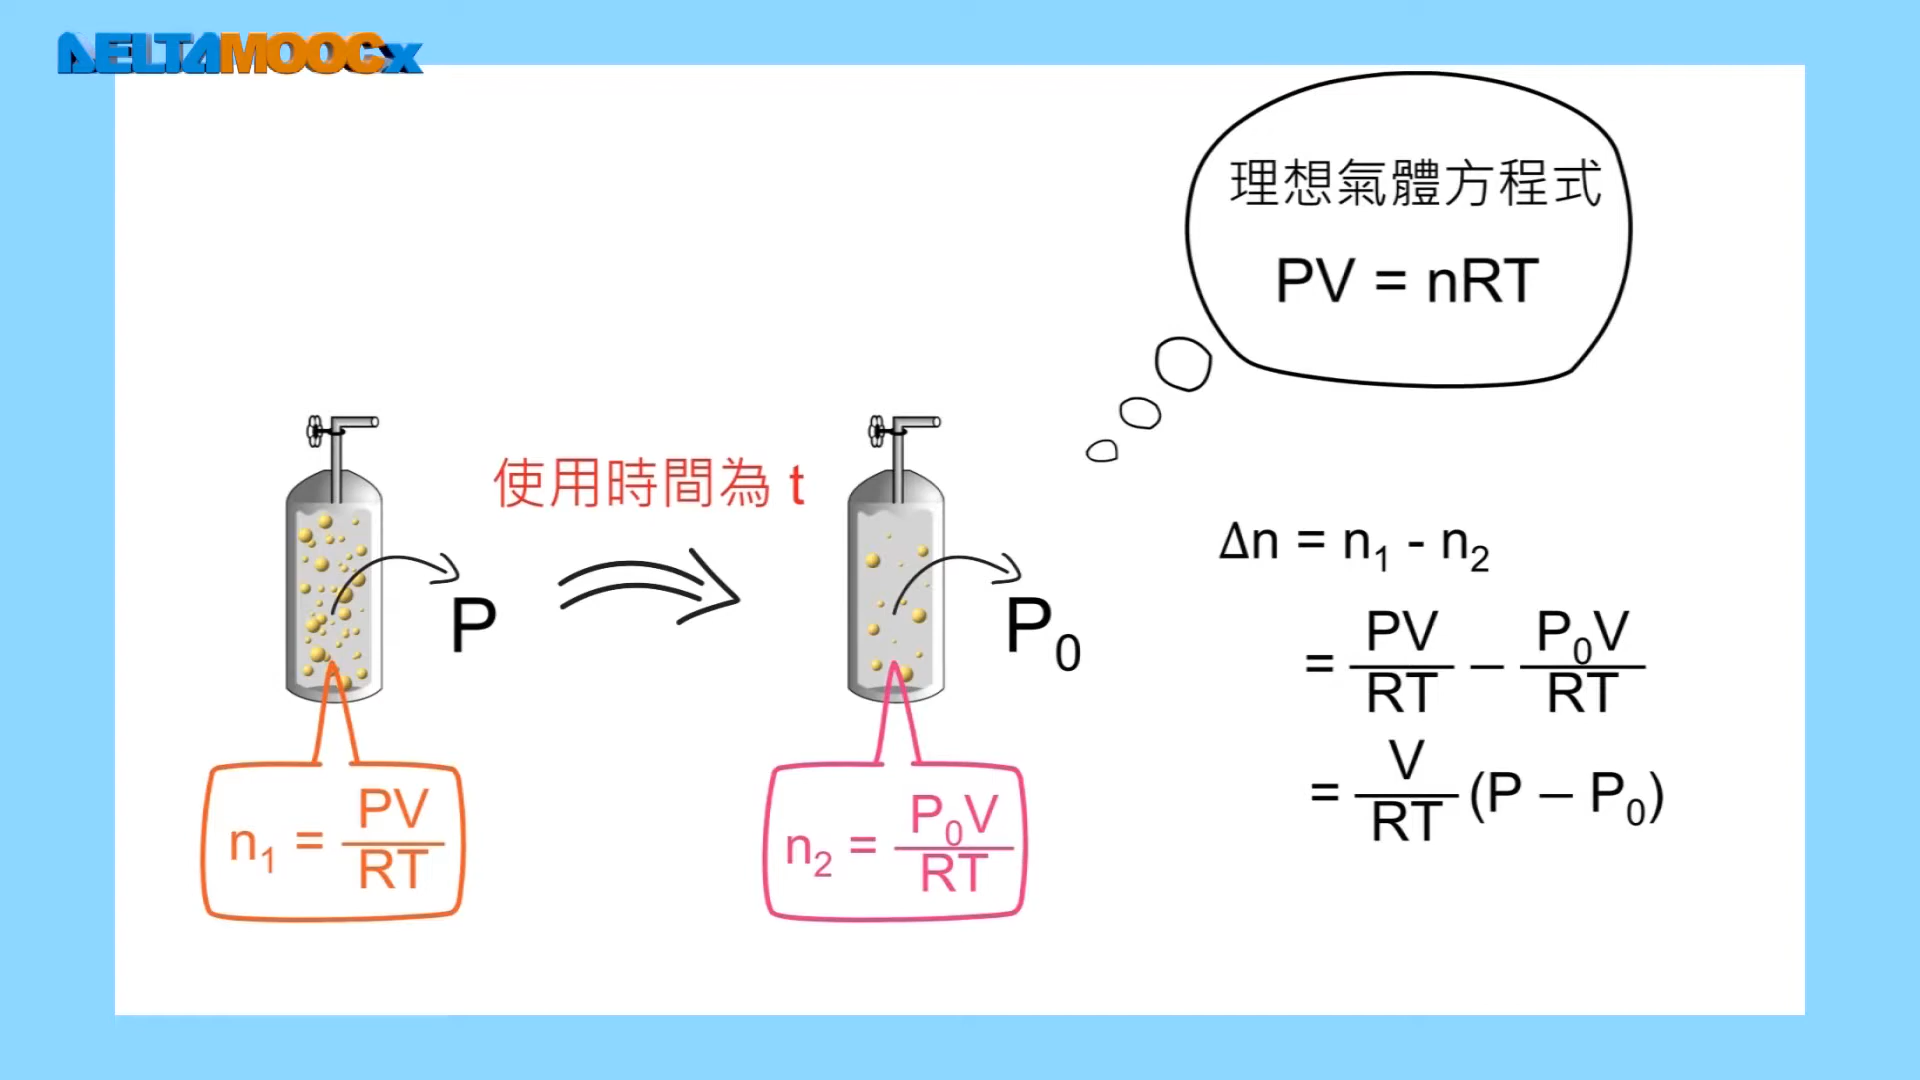 DELTAMOOCx
理想氣體方程式
PV = nRT
使用時間為 t
P
P₀
Δn = n₁ - n₂
= PV/RT – P₀V/RT
= V/RT (P – P₀)
n₁ = PV/RT
n₂ = P₀V/RT